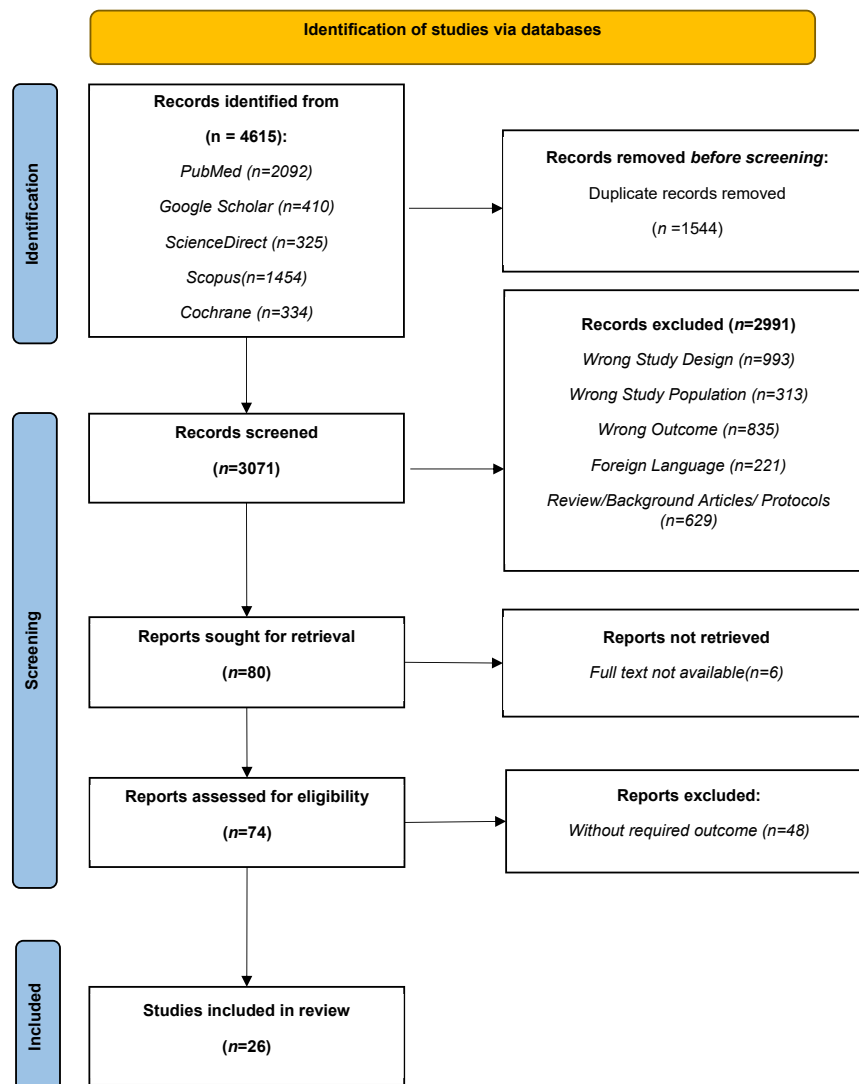 Identification of studies via databases
Identification
Records identified from
(n = 4615):
PubMed (n=2092)
Google Scholar (n=410)
ScienceDirect (n=325)
Scopus(n=1454)
Cochrane (n=334)
Records removed before screening:
Duplicate records removed
(n =1544)
Screening
Records screened
(n=3071)
Records excluded (n=2991)
Wrong Study Design (n=993)
Wrong Study Population (n=313)
Wrong Outcome (n=835)
Foreign Language (n=221)
Review/Background Articles/ Protocols
(n=629)
Reports sought for retrieval
(n=80)
Reports not retrieved
Full text not available(n=6)
Reports assessed for eligibility
(n=74)
Reports excluded:
Without required outcome (n=48)
Included
Studies included in review
(n=26)